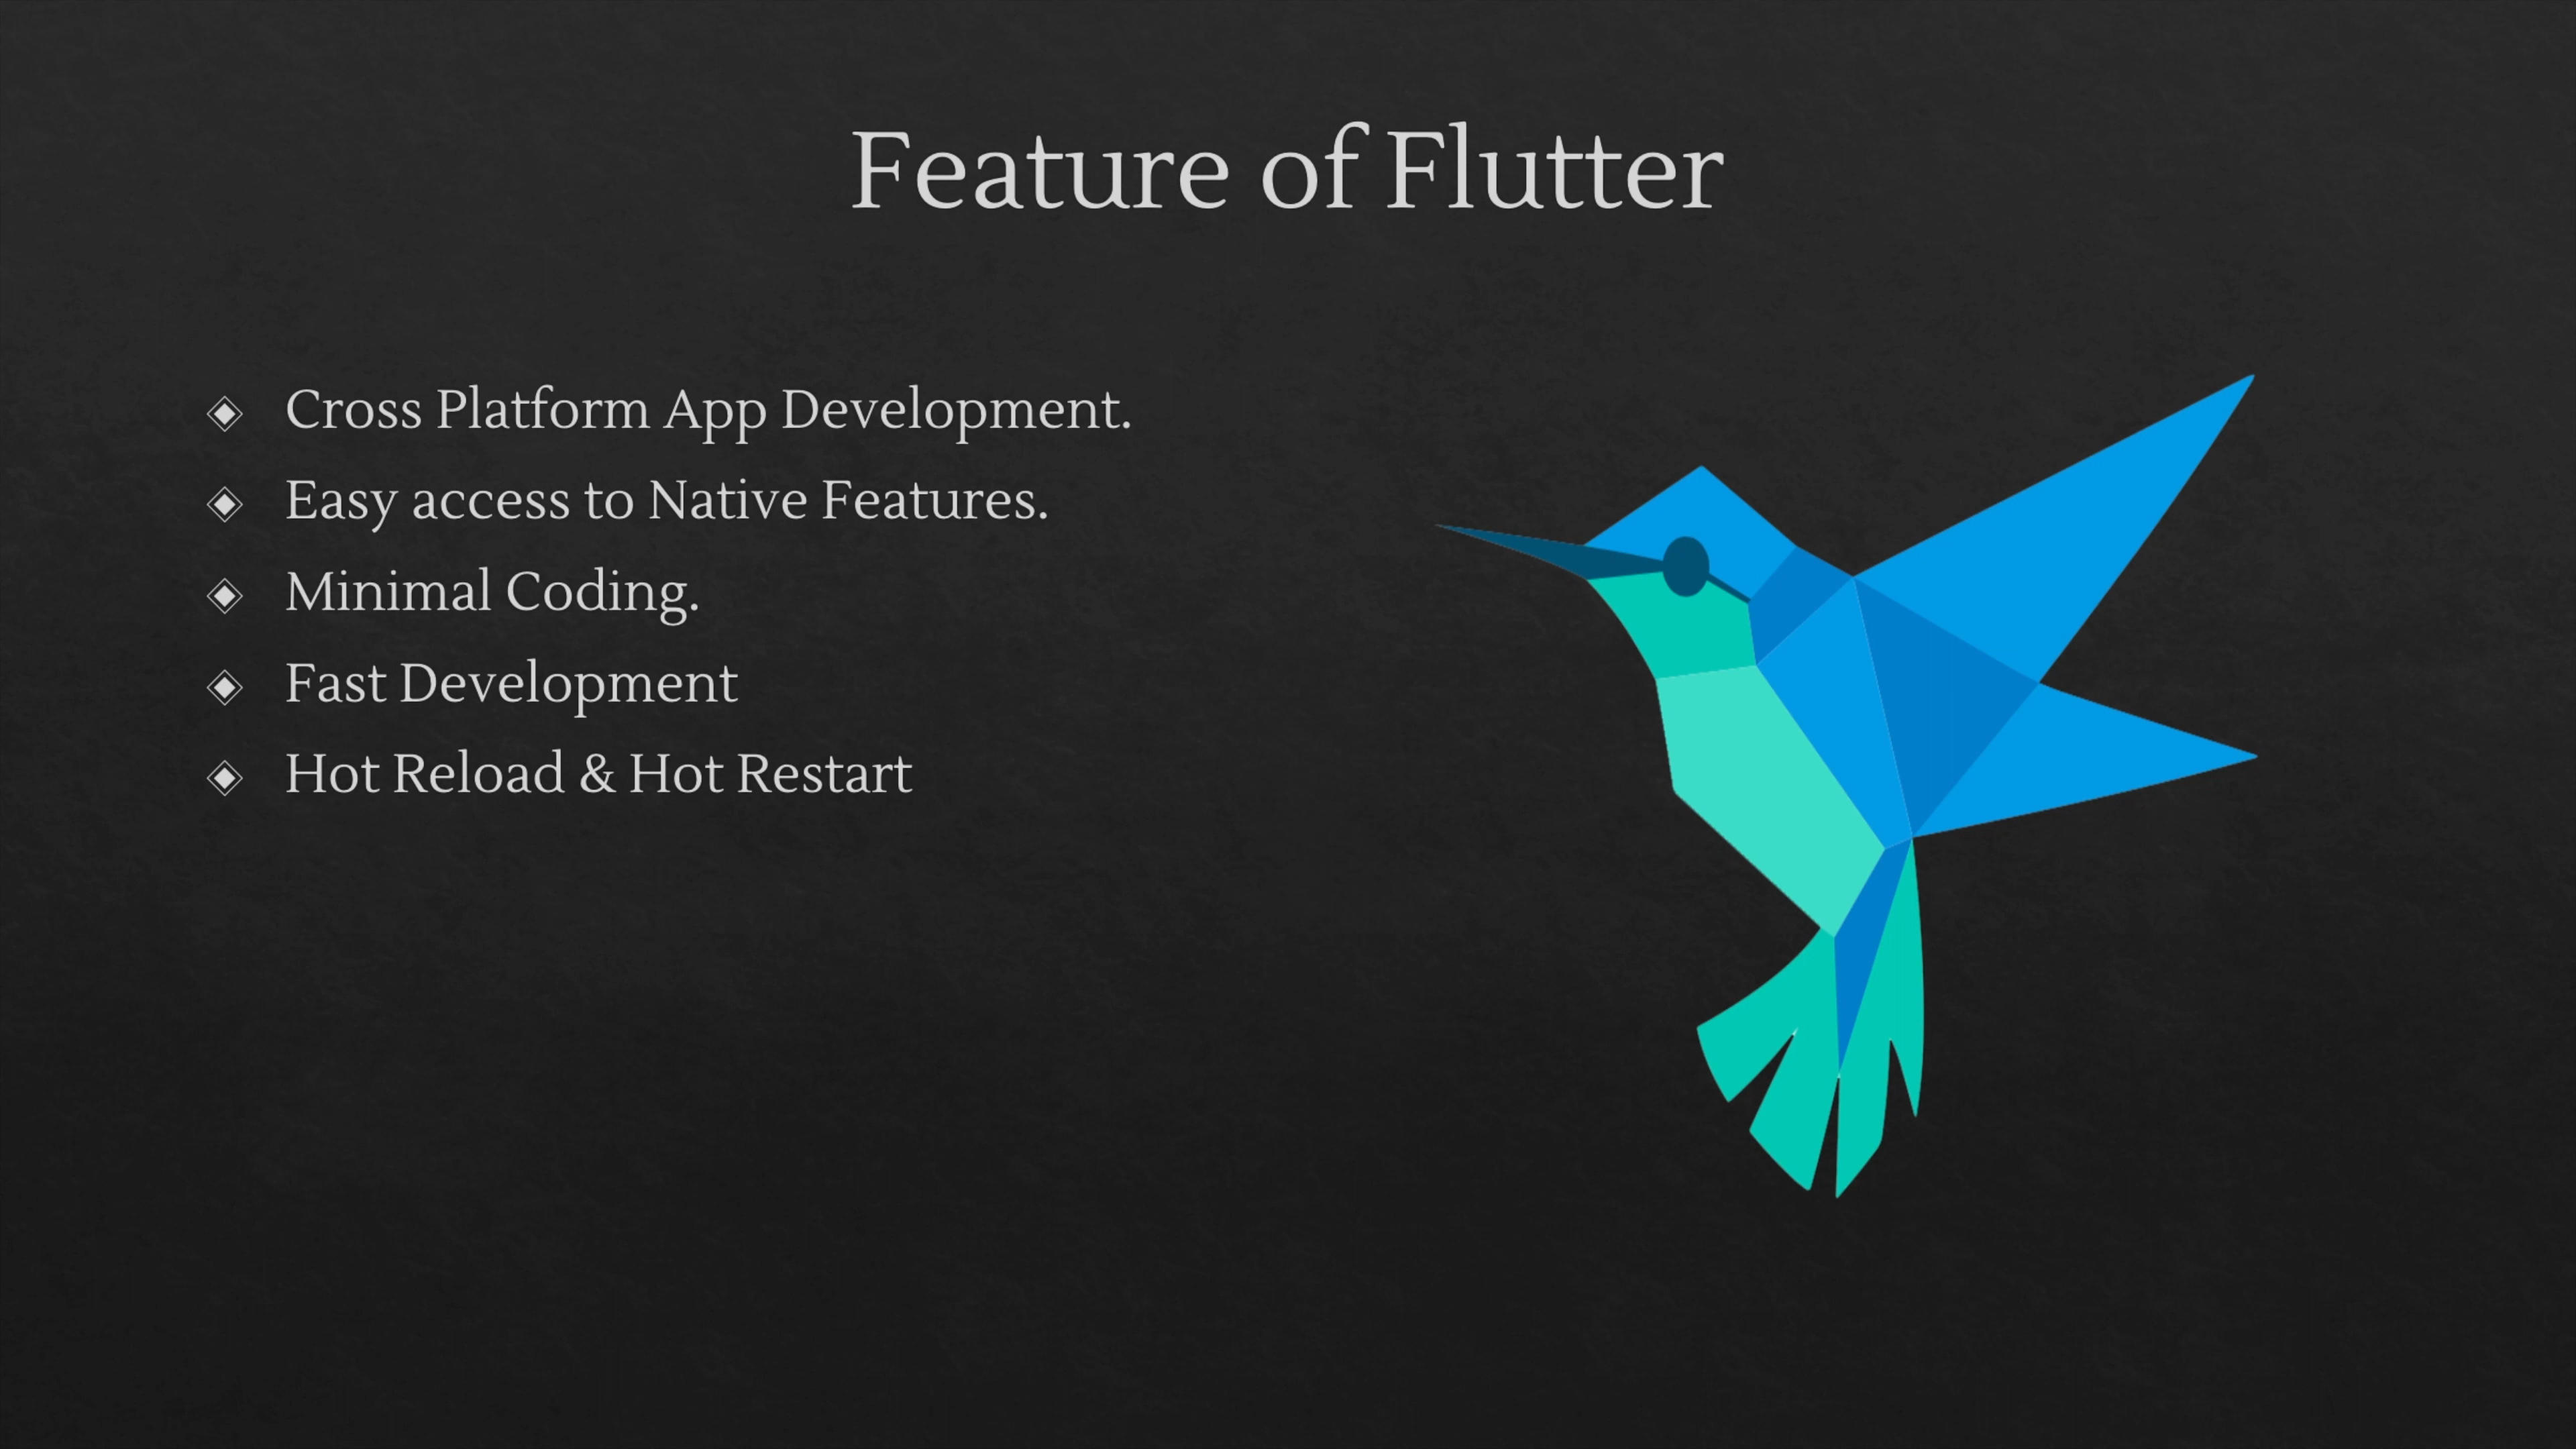 Feature of Flutter
Cross Platform App Development.
Easy access to Native Features.
Minimal Coding.
Fast Development
Hot Reload & Hot Restart